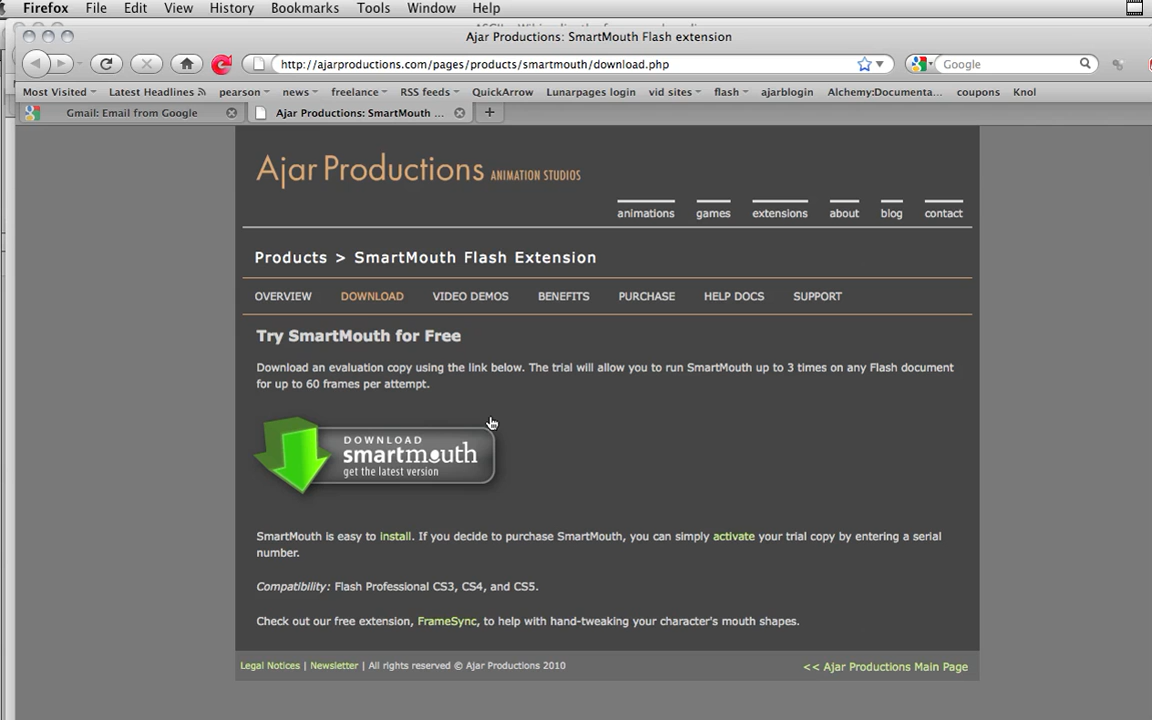 Firefox File Edit View History Bookmarks Tools Window Help
Ajar Productions: SmartMouth Flash extension
http://ajarproductions.com/pages/products/smartmouth/download.php
Google
Most Visited Latest Headlines pearson news freelance RSS feeds QuickArrow Lunarpages login vid sites flash ajarblogin Alchemy:Documenta... coupons Knol
Gmail: Email from Google
Ajar Productions: SmartMouth ...
Ajar Productions ANIMATION STUDIOS
animations games extensions about blog contact
Products > SmartMouth Flash Extension
OVERVIEW DOWNLOAD VIDEO DEMOS BENEFITS PURCHASE HELP DOCS SUPPORT
Try SmartMouth for Free
Download an evaluation copy using the link below. The trial will allow you to run SmartMouth up to 3 times on any Flash document
for up to 60 frames per attempt.
DOWNLOAD
smartmouth
get the latest version
SmartMouth is easy to install. If you decide to purchase SmartMouth, you can simply activate your trial copy by entering a serial
number.
Compatibility: Flash Professional CS3, CS4, and CS5.
Check out our free extension, FrameSync, to help with hand-tweaking your character's mouth shapes.
Legal Notices | Newsletter | All rights reserved © Ajar Productions 2010
<< Ajar Productions Main Page